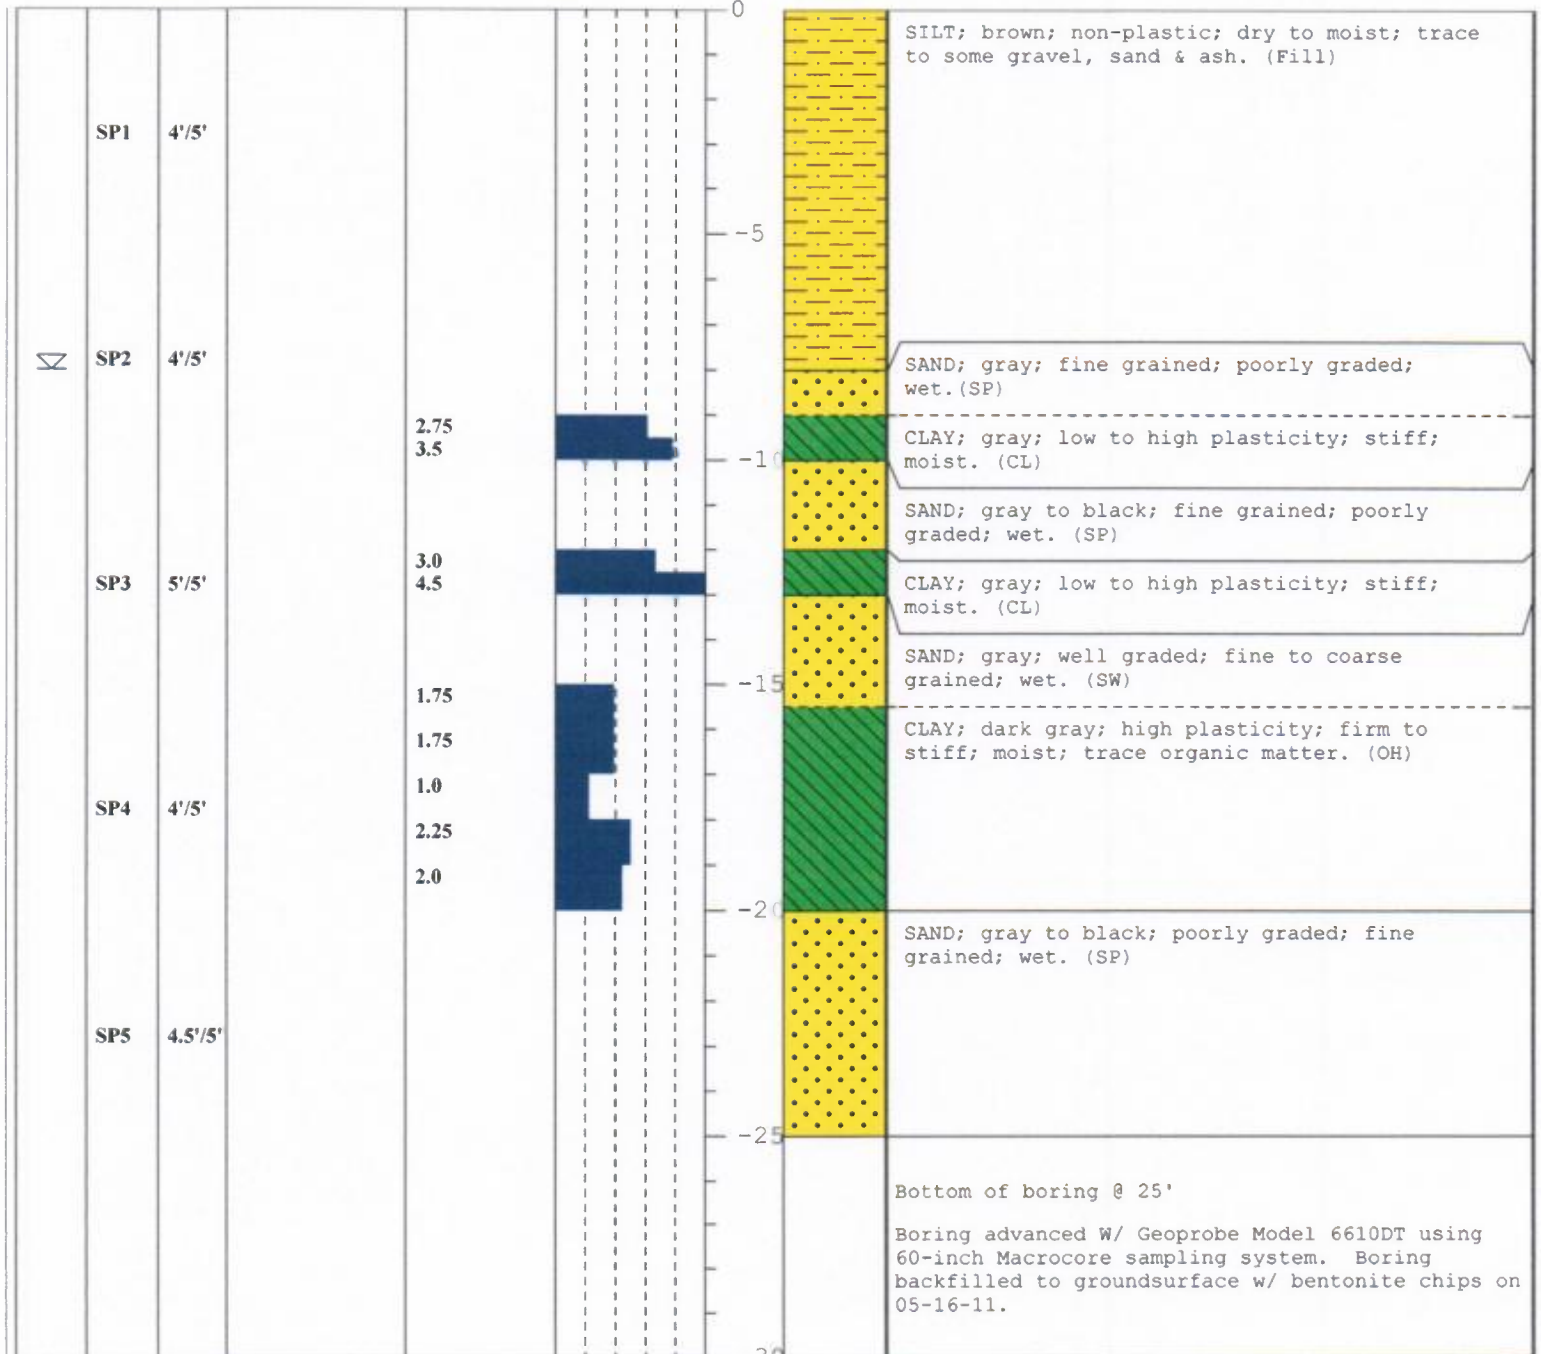 0
SILT; brown; non-plastic; dry to moist; trace
to some gravel, sand & ash. (Fill)
SP1 4'/5'
-5
SP2 4'/5'
SAND; gray; fine grained; poorly graded;
wet.(SP)
2.75
3.5
CLAY; gray; low to high plasticity; stiff;
moist. (CL)
-10
SAND; gray to black; fine grained; poorly
graded; wet. (SP)
3.0
SP3 5'/5' 4.5
CLAY; gray; low to high plasticity; stiff;
moist. (CL)
SAND; gray; well graded; fine to coarse
grained; wet. (SW)
-15
1.75
1.75
CLAY; dark gray; high plasticity; firm to
stiff; moist; trace organic matter. (OH)
1.0
SP4 4'/5'
2.25
2.0
-20
SAND; gray to black; poorly graded; fine
grained; wet. (SP)
SP5 4.5'/5'
-25
Bottom of boring @ 25'
Boring advanced W/ Geoprobe Model 6610DT using
60-inch Macrocore sampling system. Boring
backfilled to groundsurface w/ bentonite chips on
05-16-11.